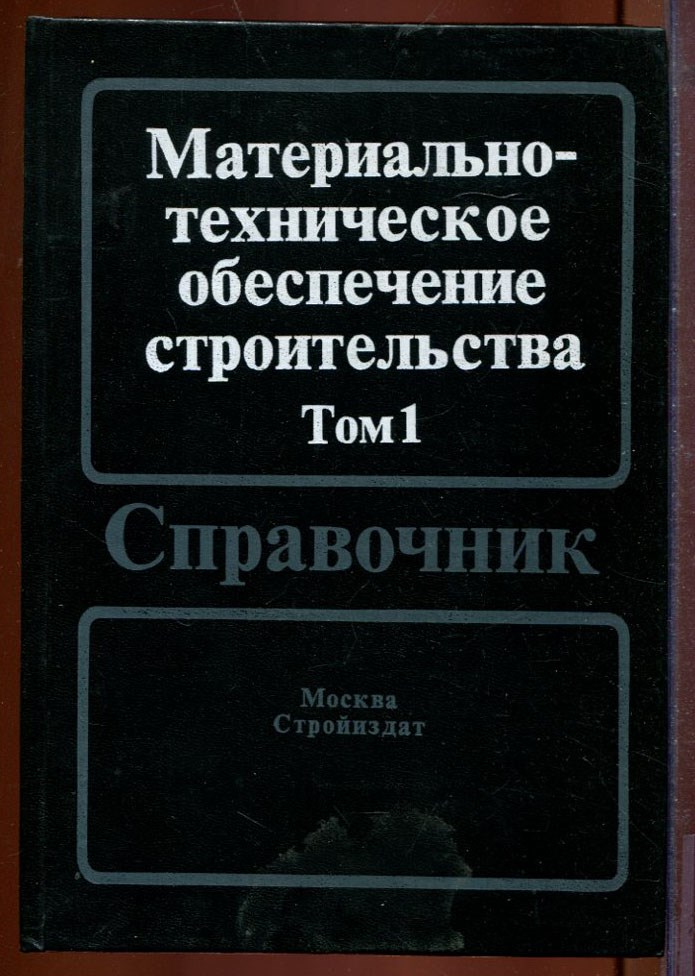 Материально-
техническое
обеспечение
строительства
Том 1
Справочник
Москва
Стройиздат